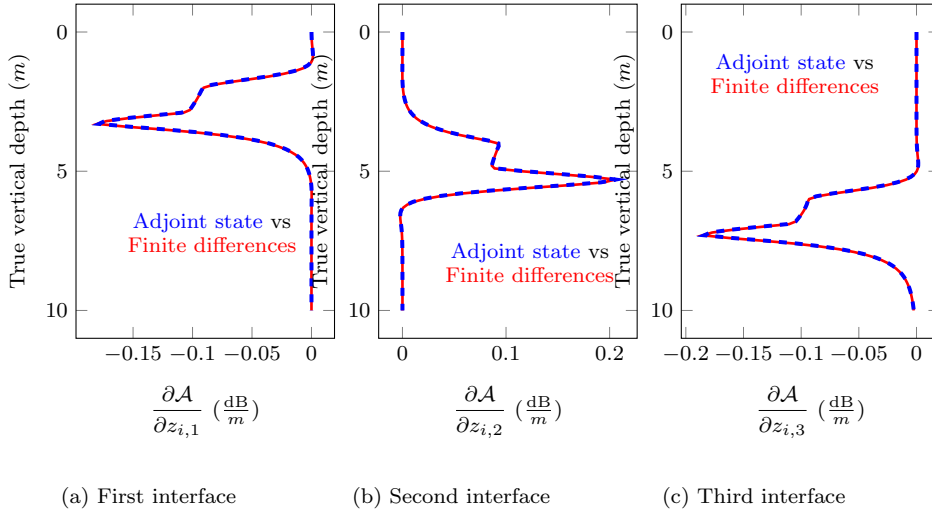 True vertical depth (m)
0
5
10
−0.15
−0.1
−0.05
0
Adjoint state vs
Finite differences
∂A/∂z_{i,1} (dB/m)
(a) First interface
True vertical depth (m)
0
5
10
0
0.1
0.2
Adjoint state vs
Finite differences
∂A/∂z_{i,2} (dB/m)
(b) Second interface
True vertical depth (m)
0
5
10
−0.2
−0.15
−0.1
−0.05
0
Adjoint state vs
Finite differences
∂A/∂z_{i,3} (dB/m)
(c) Third interface